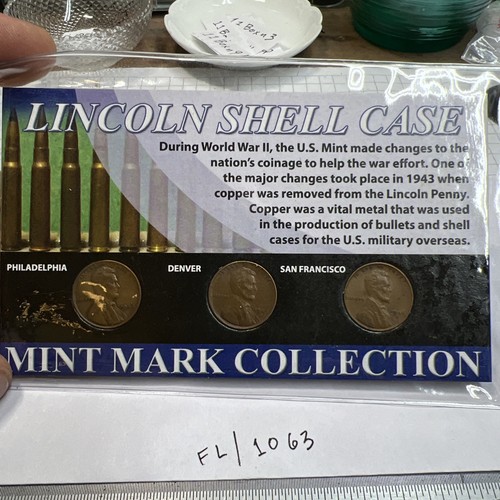 LINCOLN SHELL CASE
During World War II, the U.S. Mint made changes to the
nation's coinage to help the war effort. One of
the major changes took place in 1943 when
copper was removed from the Lincoln Penny.
Copper was a vital metal that was used
in the production of bullets and shell
cases for the U.S. military overseas.
PHILADELPHIA DENVER SAN FRANCISCO
MINT MARK COLLECTION
FL/1063